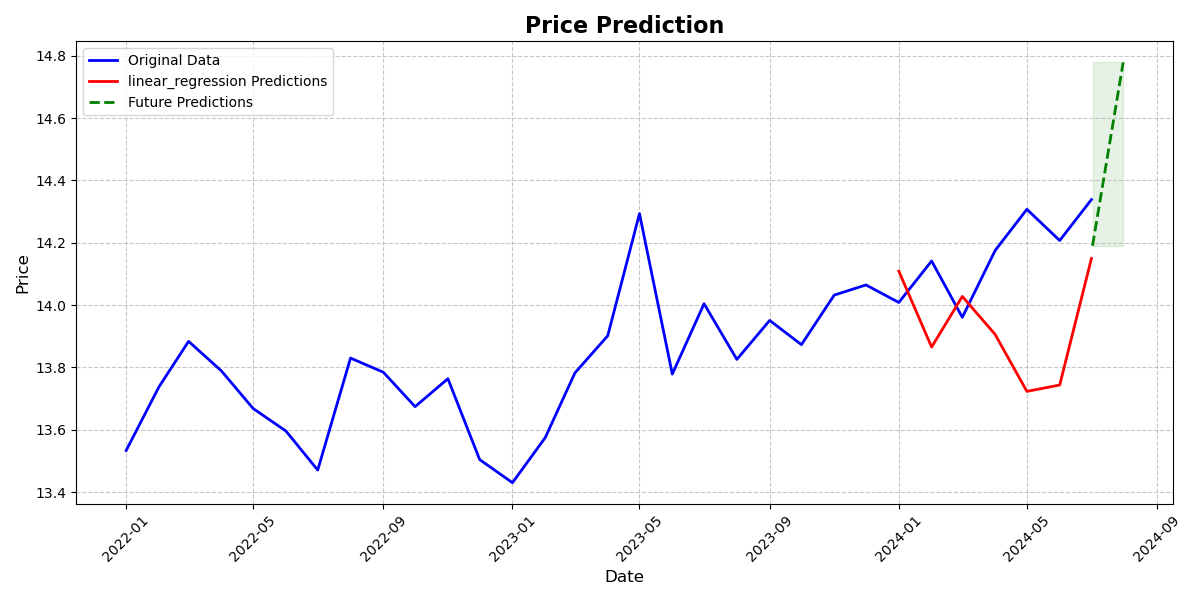 Price Prediction
Original Data
linear_regression Predictions
Future Predictions
14.8
14.6
14.4
14.2
14.0
13.8
13.6
13.4
Price
2022-01
2022-05
2022-09
2023-01
2023-05
2023-09
2024-01
2024-05
2024-09
Date